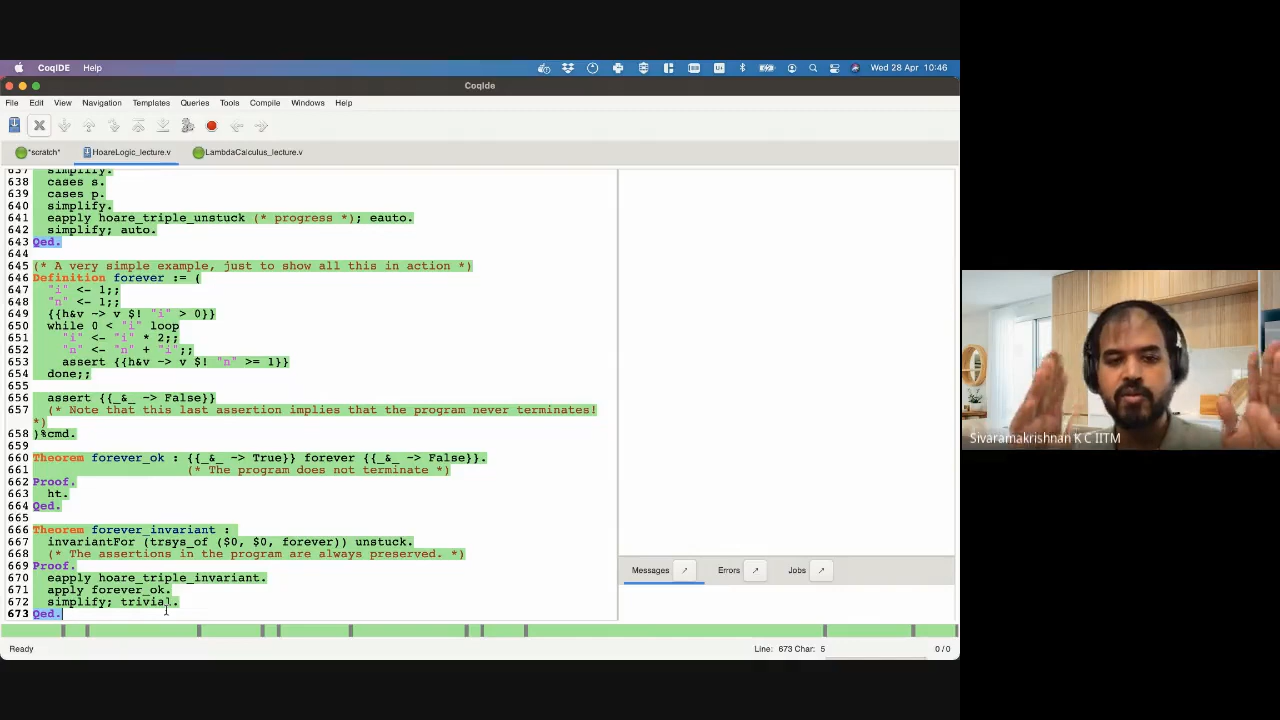 CoqIDE Help
Wed 28 Apr 10:46
CoqIde
File Edit View Navigation Templates Queries Tools Compile Windows Help
*scratch* HoareLogic_lecture.v LambdaCalculus_lecture.v
637 simplify.
638 cases s.
639 cases p.
640 simplify.
641 eapply hoare_triple_unstuck (* progress *); eauto.
642 simplify; auto.
643 Qed.
644
645 (* A very simple example, just to show all this in action *)
646 Definition forever := (
647 "i" <- 1;;
648 "n" <- 1;;
649 {{h&v -> v $! "i" > 0}}
650 while 0 < "i" loop
651 "i" <- "i" * 2;;
652 "n" <- "n" + "i";;
653 assert {{h&v -> v $! "n" >= 1}}
654 done;;
655
656 assert {{_&_ -> False}}
657 (* Note that this last assertion implies that the program never terminates!
*)
658 )%cmd.
659
660 Theorem forever_ok : {{_&_ -> True}} forever {{_&_ -> False}}.
661 (* The program does not terminate *)
662 Proof.
663 ht.
664 Qed.
665
666 Theorem forever_invariant :
667 invariantFor (trsys_of ($0, $0, forever)) unstuck.
668 (* The assertions in the program are always preserved. *)
669 Proof.
670 eapply hoare_triple_invariant.
671 apply forever_ok.
672 simplify; trivial.
673 Qed.
Messages Errors Jobs
Ready Line: 673 Char: 5 0 / 0
Sivaramakrishnan K C IITM